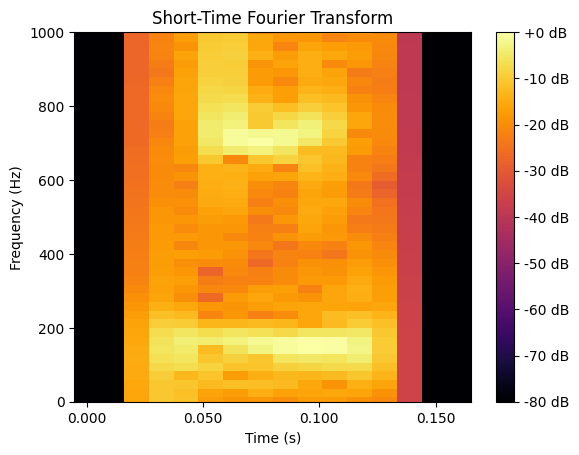 Short-Time Fourier Transform
Frequency (Hz)
1000
800
600
400
200
0
0.000 0.050 0.100 0.150
Time (s)
+0 dB
-10 dB
-20 dB
-30 dB
-40 dB
-50 dB
-60 dB
-70 dB
-80 dB